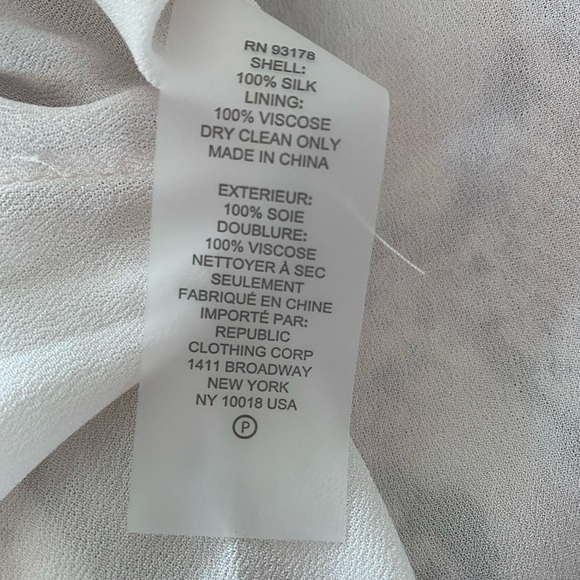 RN 93178
SHELL:
100% SILK
LINING:
100% VISCOSE
DRY CLEAN ONLY
MADE IN CHINA
EXTERIEUR:
100% SOIE
DOUBLURE:
100% VISCOSE
NETTOYER À SEC
SEULEMENT
FABRIQUÉ EN CHINE
IMPORTÉ PAR:
REPUBLIC
CLOTHING CORP
1411 BROADWAY
NEW YORK
NY 10018 USA
P